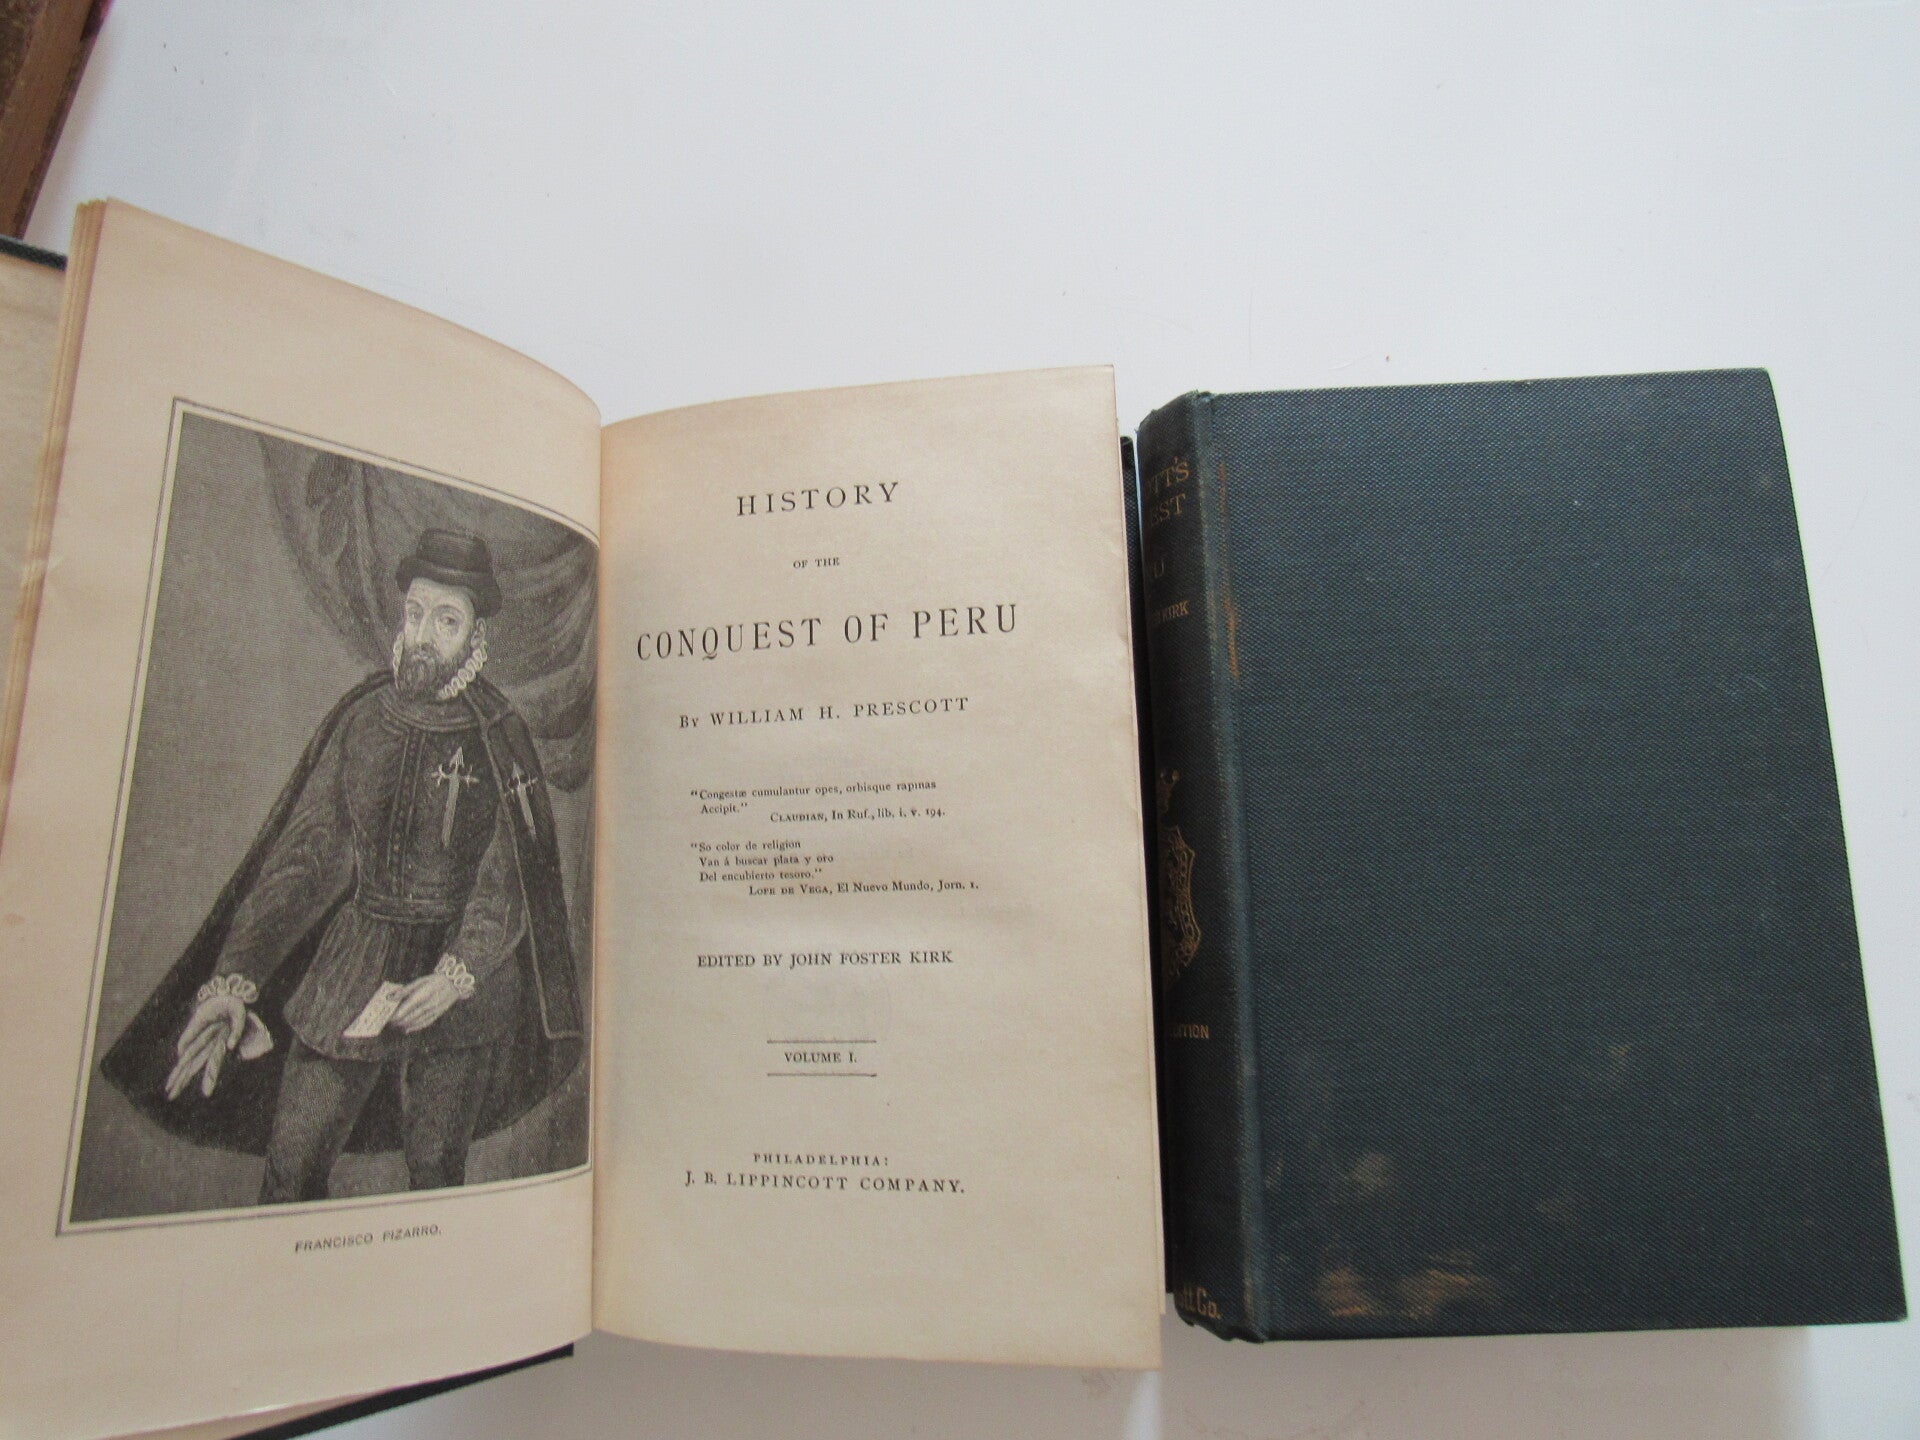 FRANCISCO PIZARRO.
HISTORY
OF THE
CONQUEST OF PERU
By WILLIAM H. PRESCOTT
"Congestæ cumulantur opes, orbisque rapinas
Accipit."
CLAUDIAN, In Ruf., lib. i. v. 194.
"So color de religion
Van á buscar plata y oro
Del encubierto tesoro."
LOPE DE VEGA, El Nuevo Mundo, Jorn. 1.
EDITED BY JOHN FOSTER KIRK
VOLUME I.
PHILADELPHIA:
J. B. LIPPINCOTT COMPANY.
KIRK
Co.